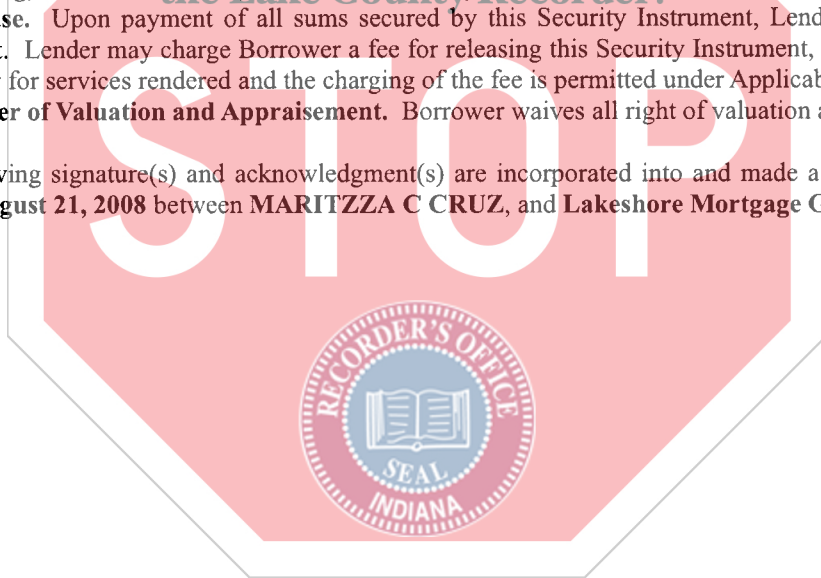 the Lake County Recorder!
se. Upon payment of all sums secured by this Security Instrument, Lend
t. Lender may charge Borrower a fee for releasing this Security Instrument,
for services rendered and the charging of the fee is permitted under Applicab
er of Valuation and Appraisement. Borrower waives all right of valuation a
ving signature(s) and acknowledgment(s) are incorporated into and made a
gust 21, 2008 between MARITZZA C CRUZ, and Lakeshore Mortgage G
STOP
RECORDER'S OFFICE
SEAL
INDIANA